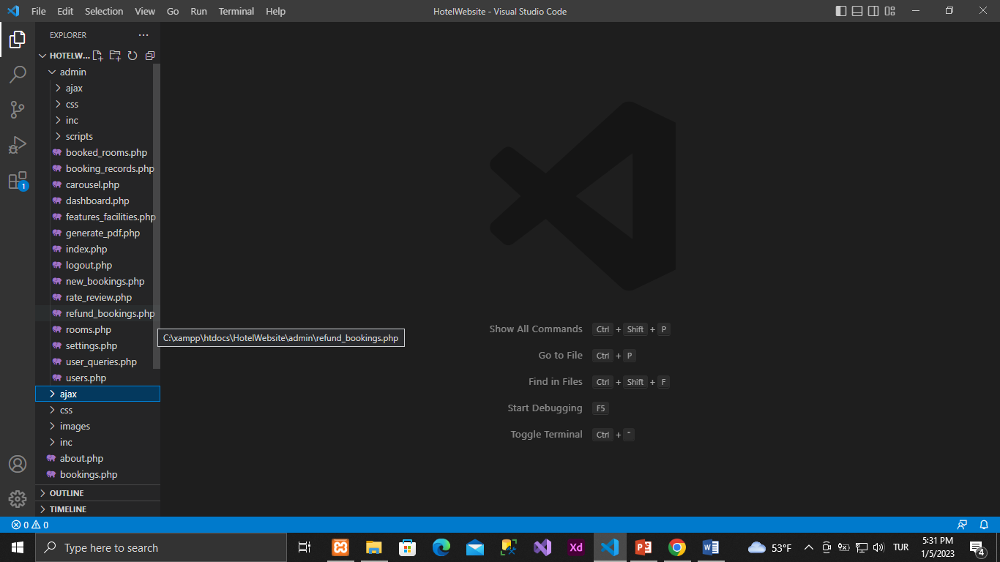 File Edit Selection View Go Run Terminal Help
HotelWebsite - Visual Studio Code
EXPLORER
HOTELW...
admin
ajax
css
inc
scripts
booked_rooms.php
booking_records.php
carousel.php
dashboard.php
features_facilities.php
generate_pdf.php
index.php
logout.php
new_bookings.php
rate_review.php
refund_bookings.php
rooms.php
settings.php
user_queries.php
users.php
ajax
css
images
inc
about.php
bookings.php
OUTLINE
TIMELINE
1
C:\xampp\htdocs\HotelWebsite\admin\refund_bookings.php
Show All Commands Ctrl + Shift + P
Go to File Ctrl + P
Find in Files Ctrl + Shift + F
Start Debugging F5
Toggle Terminal Ctrl + "
0 0
Type here to search
Xd
53°F
TUR
5:31 PM
1/5/2023
4